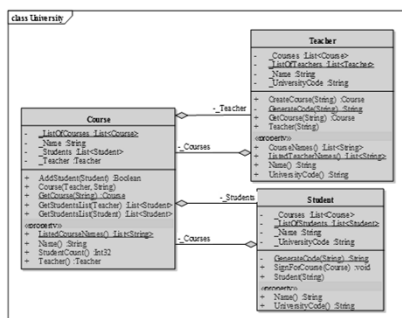 class University
Teacher
- _Courses :List<Course>
- _ListOfTeachers :List<Teacher>
- _Name :String
- _UniversityCode :String
+ CreateCourse(String) :Course
- GenerateCode(String) :String
+ GetCourse(String) :Course
+ Teacher(String)
«property»
+ CourseNames() :List<String>
+ ListedTeacherNames() :List<String>
+ Name() :String
+ UniversityCode() :String
Course
- _ListOfCourses :List<Course>
- _Name :String
- _Students :List<Student>
- _Teacher :Teacher
+ AddStudent(Student) :Boolean
+ Course(Teacher, String)
+ GetCourse(String) :Course
+ GetStudentsList(Teacher) :List<Student>
+ GetStudentsList(Student) :List<Student>
«property»
+ ListedCourseNames() :List<String>
+ Name() :String
+ StudentCount() :Int32
+ Teacher() :Teacher
-_Teacher
-_Courses
-_Students
-_Courses
Student
- _Courses :List<Course>
- _ListOfStudents :List<Student>
- _Name :String
- _UniversityCode :String
- GenerateCode(String) :String
+ SignForCourse(Course) :void
+ Student(String)
«property»
+ Name() :String
+ UniversityCode() :String